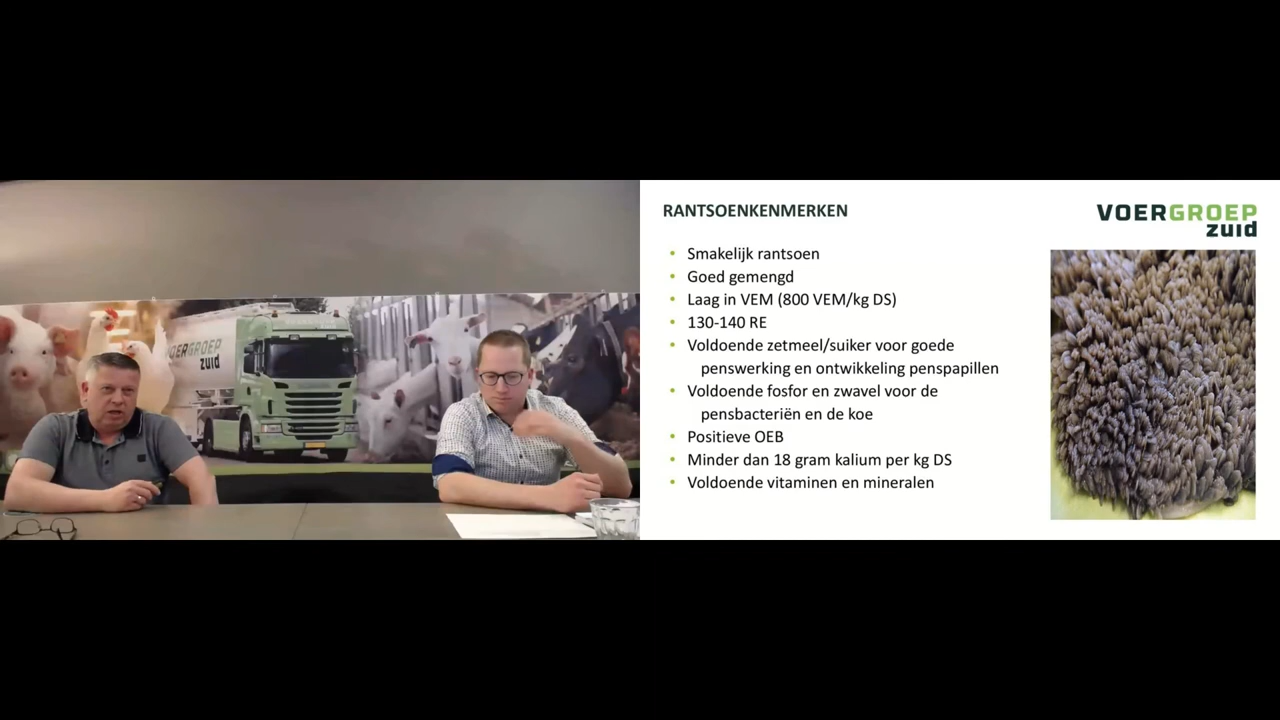 VOERGROEP
zuid
RANTSOENKENMERKEN
VOERGROEP
zuid
• Smakelijk rantsoen
• Goed gemengd
• Laag in VEM (800 VEM/kg DS)
• 130-140 RE
• Voldoende zetmeel/suiker voor goede
penswerking en ontwikkeling penspapillen
• Voldoende fosfor en zwavel voor de
pensbacteriën en de koe
• Positieve OEB
• Minder dan 18 gram kalium per kg DS
• Voldoende vitaminen en mineralen